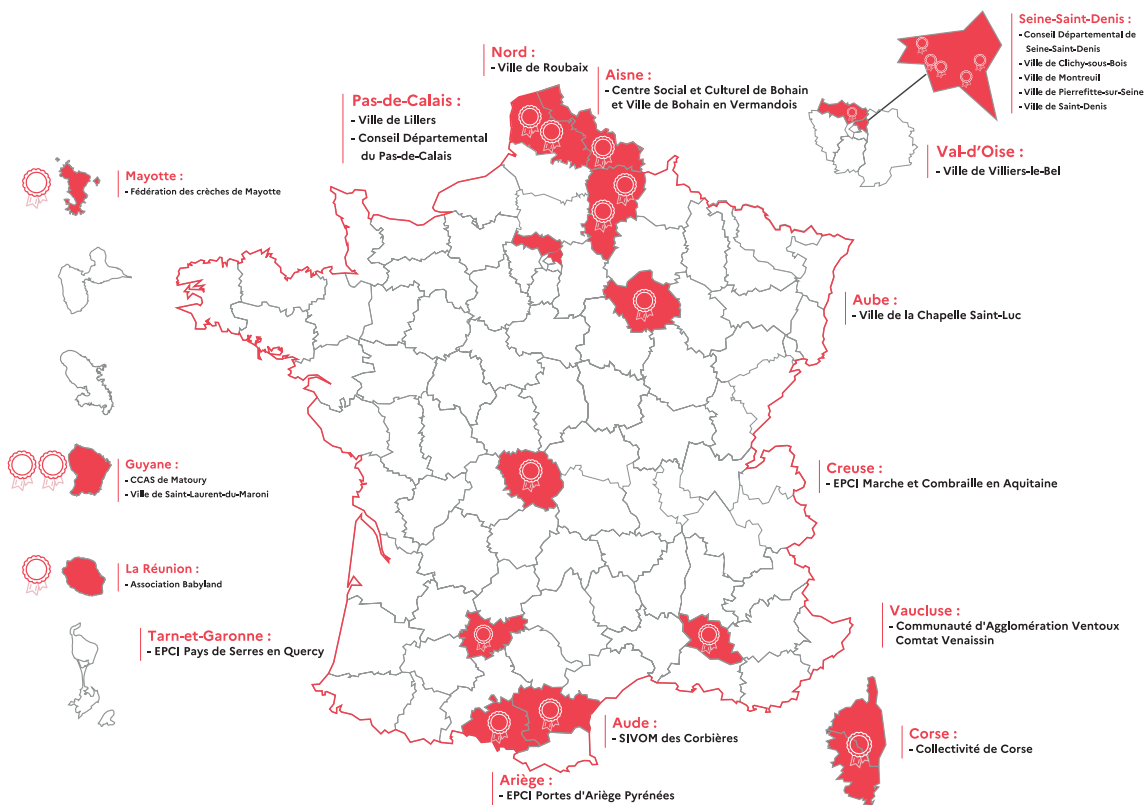 Nord :
- Ville de Roubaix
Aisne :
- Centre Social et Culturel de Bohain
et Ville de Bohain en Vermandois
Seine-Saint-Denis :
- Conseil Départemental de
Seine-Saint-Denis
- Ville de Clichy-sous-Bois
- Ville de Montreuil
- Ville de Pierrefitte-sur-Seine
- Ville de Saint-Denis
Pas-de-Calais :
- Ville de Lillers
- Conseil Départemental
du Pas-de-Calais
Val-d'Oise :
- Ville de Villiers-le-Bel
Mayotte :
- Fédération des crèches de Mayotte
Aube :
- Ville de la Chapelle Saint-Luc
Guyane :
- CCAS de Matoury
- Ville de Saint-Laurent-du-Maroni
Creuse :
- EPCI Marche et Combraille en Aquitaine
La Réunion :
- Association Babyland
Tarn-et-Garonne :
- EPCI Pays de Serres en Quercy
Vaucluse :
- Communauté d'Agglomération Ventoux
Comtat Venaissin
Aude :
- SIVOM des Corbières
Corse :
- Collectivité de Corse
Ariège :
- EPCI Portes d'Ariège Pyrénées